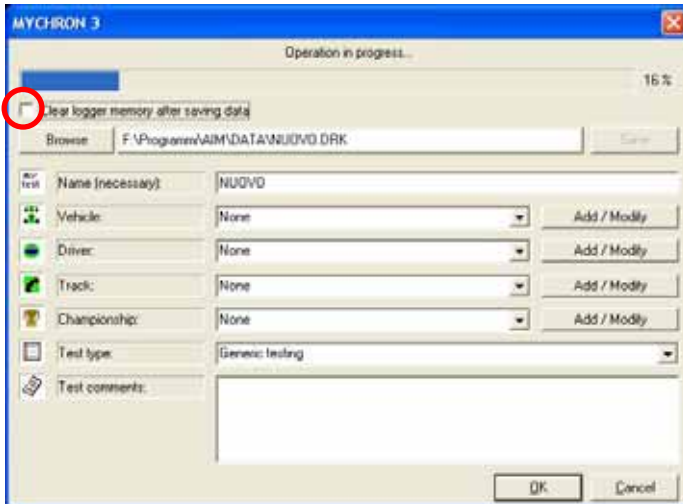 MYCHRON 3
Operation in progress...
16 %
Clear logger memory after saving data
Browse F:\Programmi\AIM\DATA\NUOVO.DRK Save
Name (necessary): NUOVO
Vehicle: None Add / Modify
Driver: None Add / Modify
Track: None Add / Modify
Championship: None Add / Modify
Test type: Generic testing
Test comments:
OK Cancel